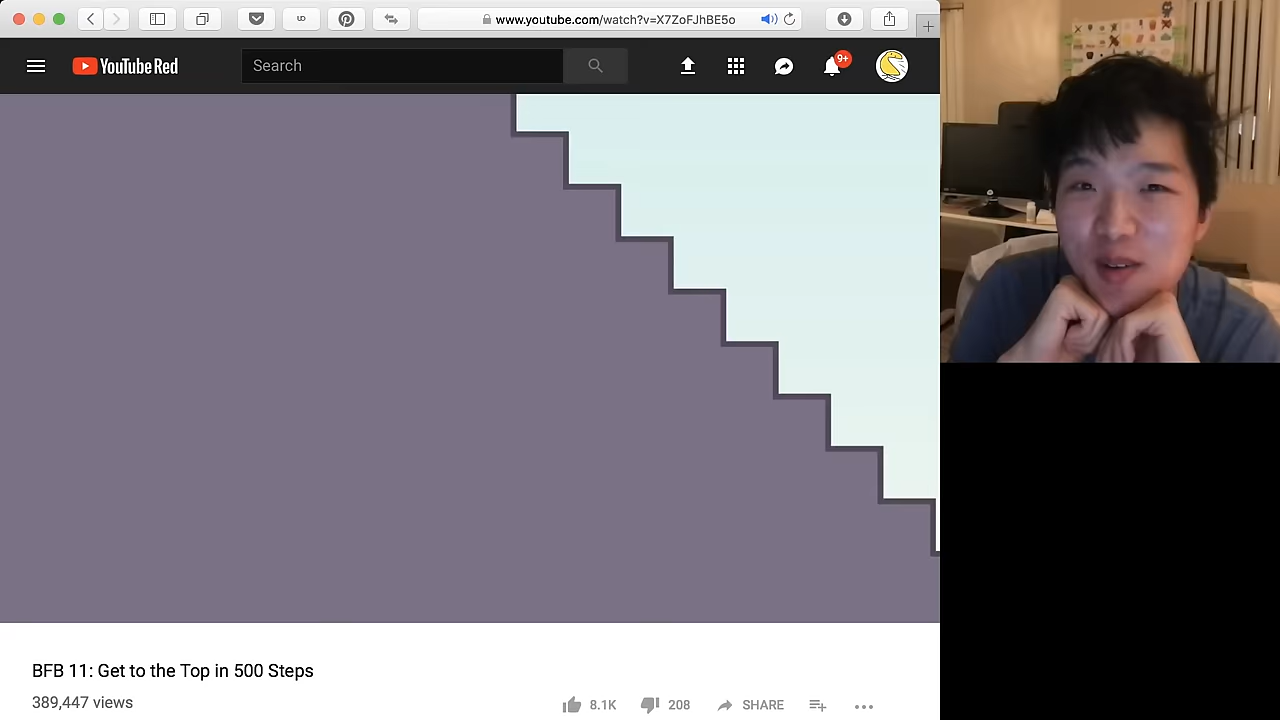 www.youtube.com/watch?v=X7ZoFJhBE5o
YouTube Red
Search
9+
BFB 11: Get to the Top in 500 Steps
389,447 views
8.1K
208
SHARE